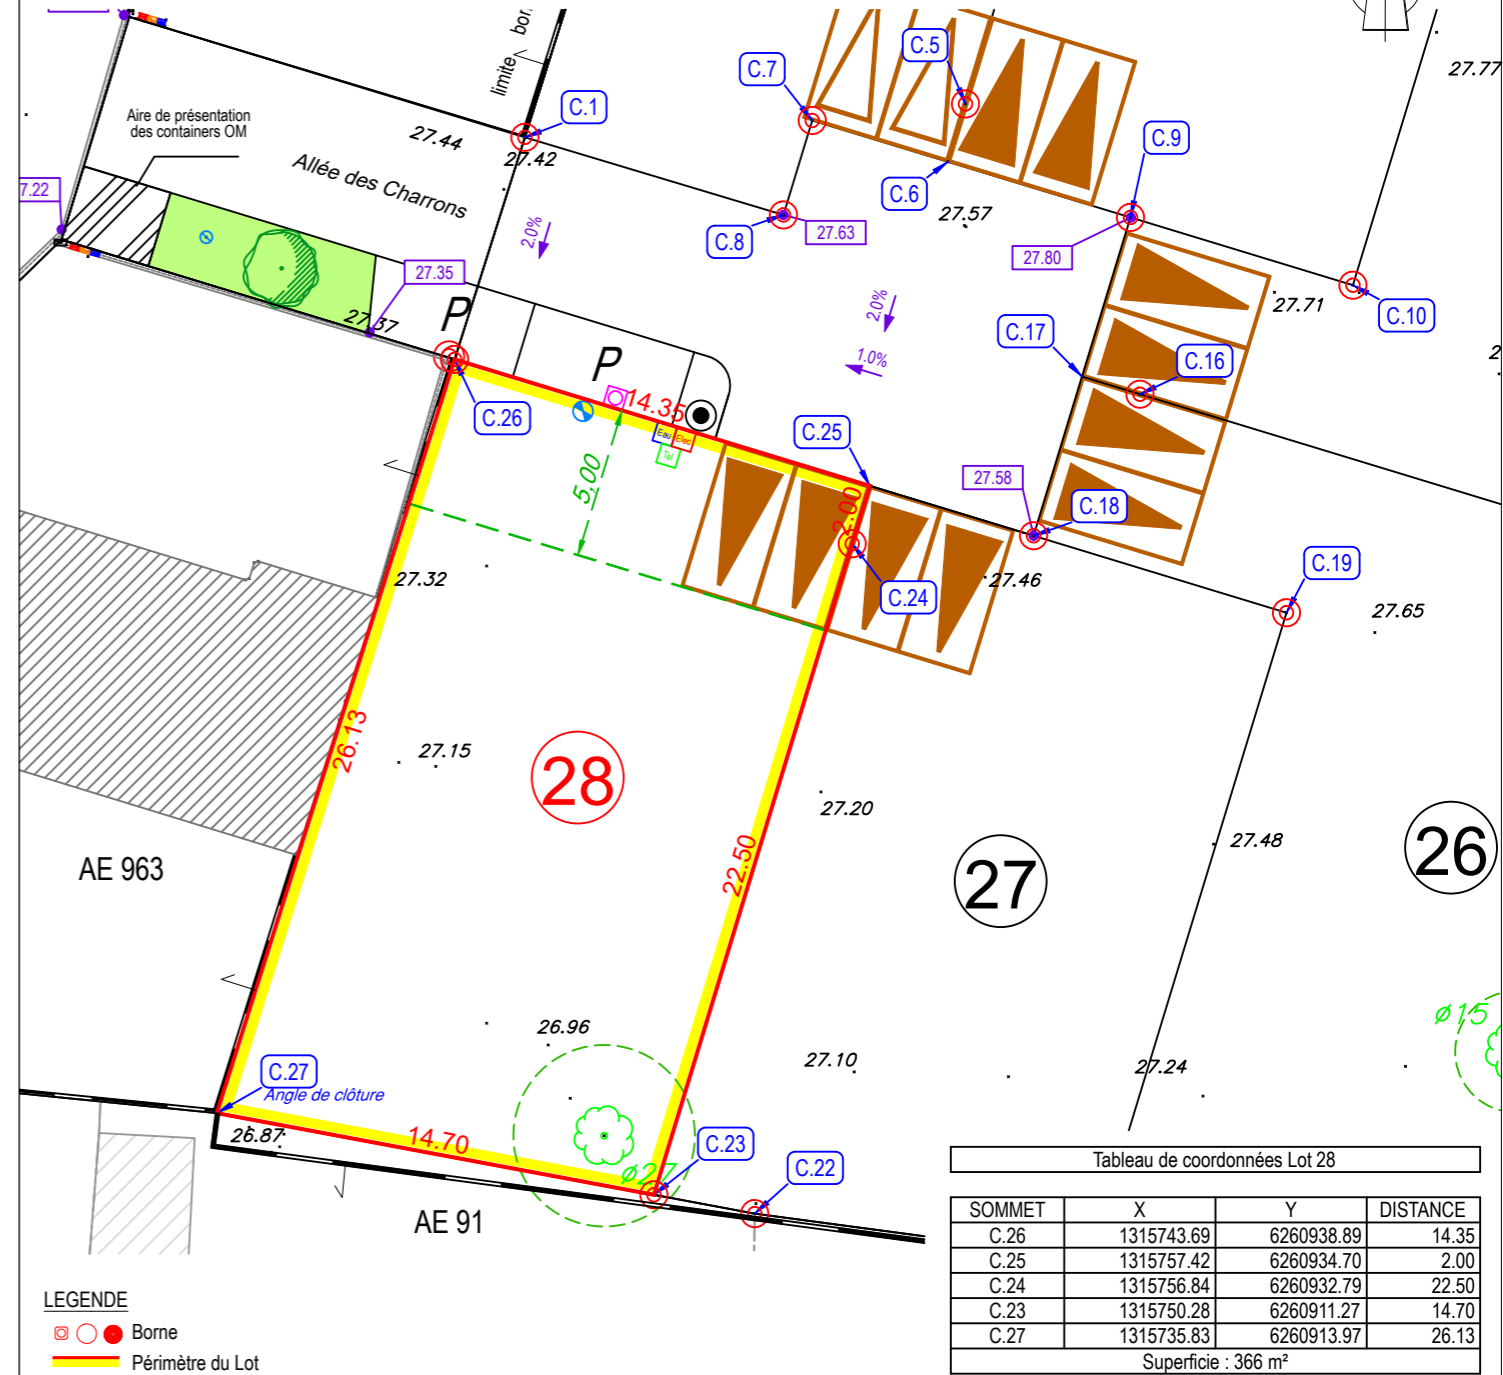 limite bor
C.1
C.5
C.7
27.77
Aire de présentation
des containers OM
27.44
27.42
C.9
Allée des Charrons
7.22
C.6
27.57
2.0%
C.8
27.63
27.80
27.35
27.37
P
2.0%
27.71
C.10
C.17
1.0%
C.16
P
14.35
C.26
Eau
Elec
Tel
C.25
5.00
27.58
2.00
C.18
27.32
C.24
27.46
C.19
27.65
26.13
27.15
28
27.20
22.50
27.48
AE 963
27
26
26.96
27.10
27.24
ø15
C.27
Angle de clôture
26.87
14.70
ø27
C.23
C.22
AE 91
Tableau de coordonnées Lot 28
SOMMET X Y DISTANCE
C.26 1315743.69 6260938.89 14.35
C.25 1315757.42 6260934.70 2.00
C.24 1315756.84 6260932.79 22.50
C.23 1315750.28 6260911.27 14.70
C.27 1315735.83 6260913.97 26.13
Superficie : 366 m²
LEGENDE
Borne
Périmètre du Lot